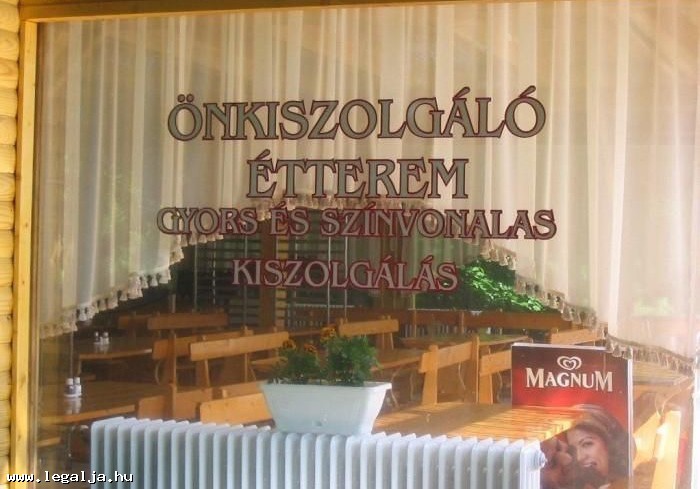 ÖNKISZOLGÁLÓ
ÉTTEREM
GYORS ÉS SZÍNVONALAS
KISZOLGÁLÁS
MAGNUM
www.legalja.hu